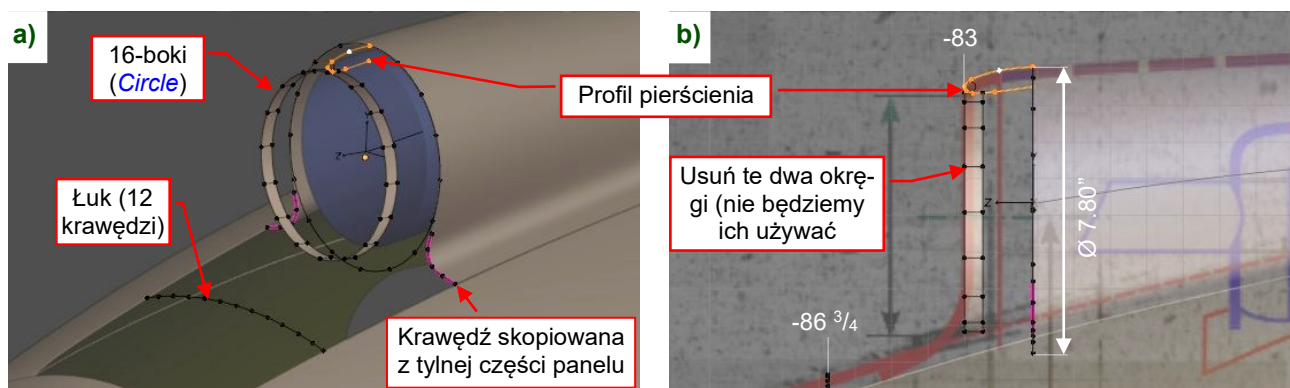 a)
16-boki
(Circle)
Łuk (12
krawędzi)
Profil pierścienia
Krawędź skopiowana
z tylnej części panelu
b)
-83
Usuń te dwa okrę-
gi (nie będziemy
ich używać
Ø 7.80”
-86 3/4
Z
Z